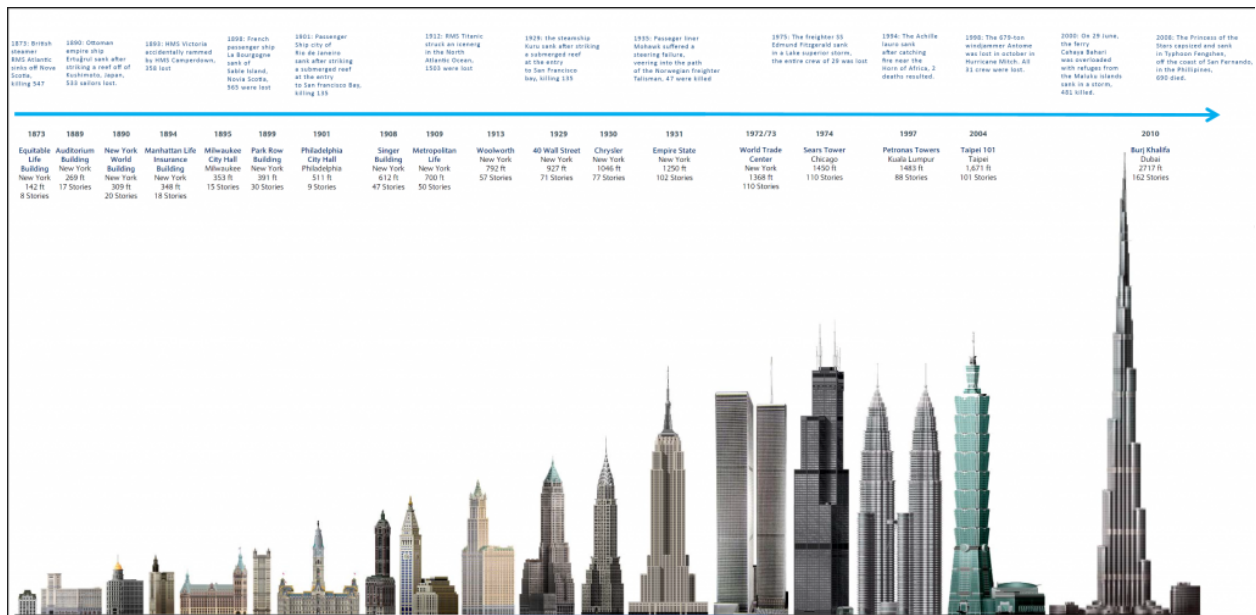 1873: British
steamer
RMS Atlantic
sinks off Nova
Scotia,
killing 547
1890: Ottoman
empire ship
Ertuğrul sank after
striking a reef off of
Kushimoto, Japan,
533 sailors lost.
1893: HMS Victoria
accidentally rammed
by HMS Camperdown,
358 lost
1898: French
passenger ship
La Bourgogne
sank of
Sable Island,
Novia Scotia,
565 were lost
1901: Passenger
Ship city of
Rio de Janeiro
sank after striking
a submerged reef
at the entry
to San Francisco Bay,
killing 135
1912: RMS Titanic
struck an iceberg
in the North
Atlantic Ocean,
1503 were lost
1929: the steamship
Kuru sank after striking
a submerged reef
at the entry
to San Francisco
bay, killing 135
1935: Passeger liner
Mohawk suffered a
steering failure,
veering into the path
of the Norwegian freighter
Talisman, 47 were killed
1975: The freighter SS
Edmund Fitzgerald sank
in a Lake superior storm,
the entire crew of 29 was lost
1994: The Achille
lauro sank
after catching
fire near the
Horn of Africa, 2
deaths resulted.
1998: The 679-ton
windjammer Antome
was lost in october in
Hurricane Mitch. All
31 crew were lost.
2000: On 29 June,
the ferry
Cahaya Bahari
was overloaded
with refuges from
the Maluku islands
sank in a storm,
481 killed.
2008: The Princess of the
Stars capsized and sank
in Typhoon Fengshen,
off the coast of San Fernando,
in the Phillipines,
690 died.
1873
Equitable
Life
Building
New York
142 ft
8 Stories
1889
Auditorium
Building
New York
269 ft
17 Stories
1890
New York
World
Building
New York
309 ft
20 Stories
1894
Manhattan Life
Insurance
Building
New York
348 ft
18 Stories
1895
Milwaukee
City Hall
Milwaukee
353 ft
15 Stories
1899
Park Row
Building
New York
391 ft
30 Stories
1901
Philadelphia
City Hall
Philadelphia
511 ft
9 Stories
1908
Singer
Building
New York
612 ft
47 Stories
1909
Metropolitan
Life
New York
700 ft
50 Stories
1913
Woolworth
New York
792 ft
57 Stories
1929
40 Wall Street
New York
927 ft
71 Stories
1930
Chrysler
New York
1046 ft
77 Stories
1931
Empire State
New York
1250 ft
102 Stories
1972/73
World Trade
Center
New York
1368 ft
110 Stories
1974
Sears Tower
Chicago
1450 ft
110 Stories
1997
Petronas Towers
Kuala Lumpur
1483 ft
88 Stories
2004
Taipei 101
Taipei
1,671 ft
101 Stories
2010
Burj Khalifa
Dubai
2717 ft
162 Stories